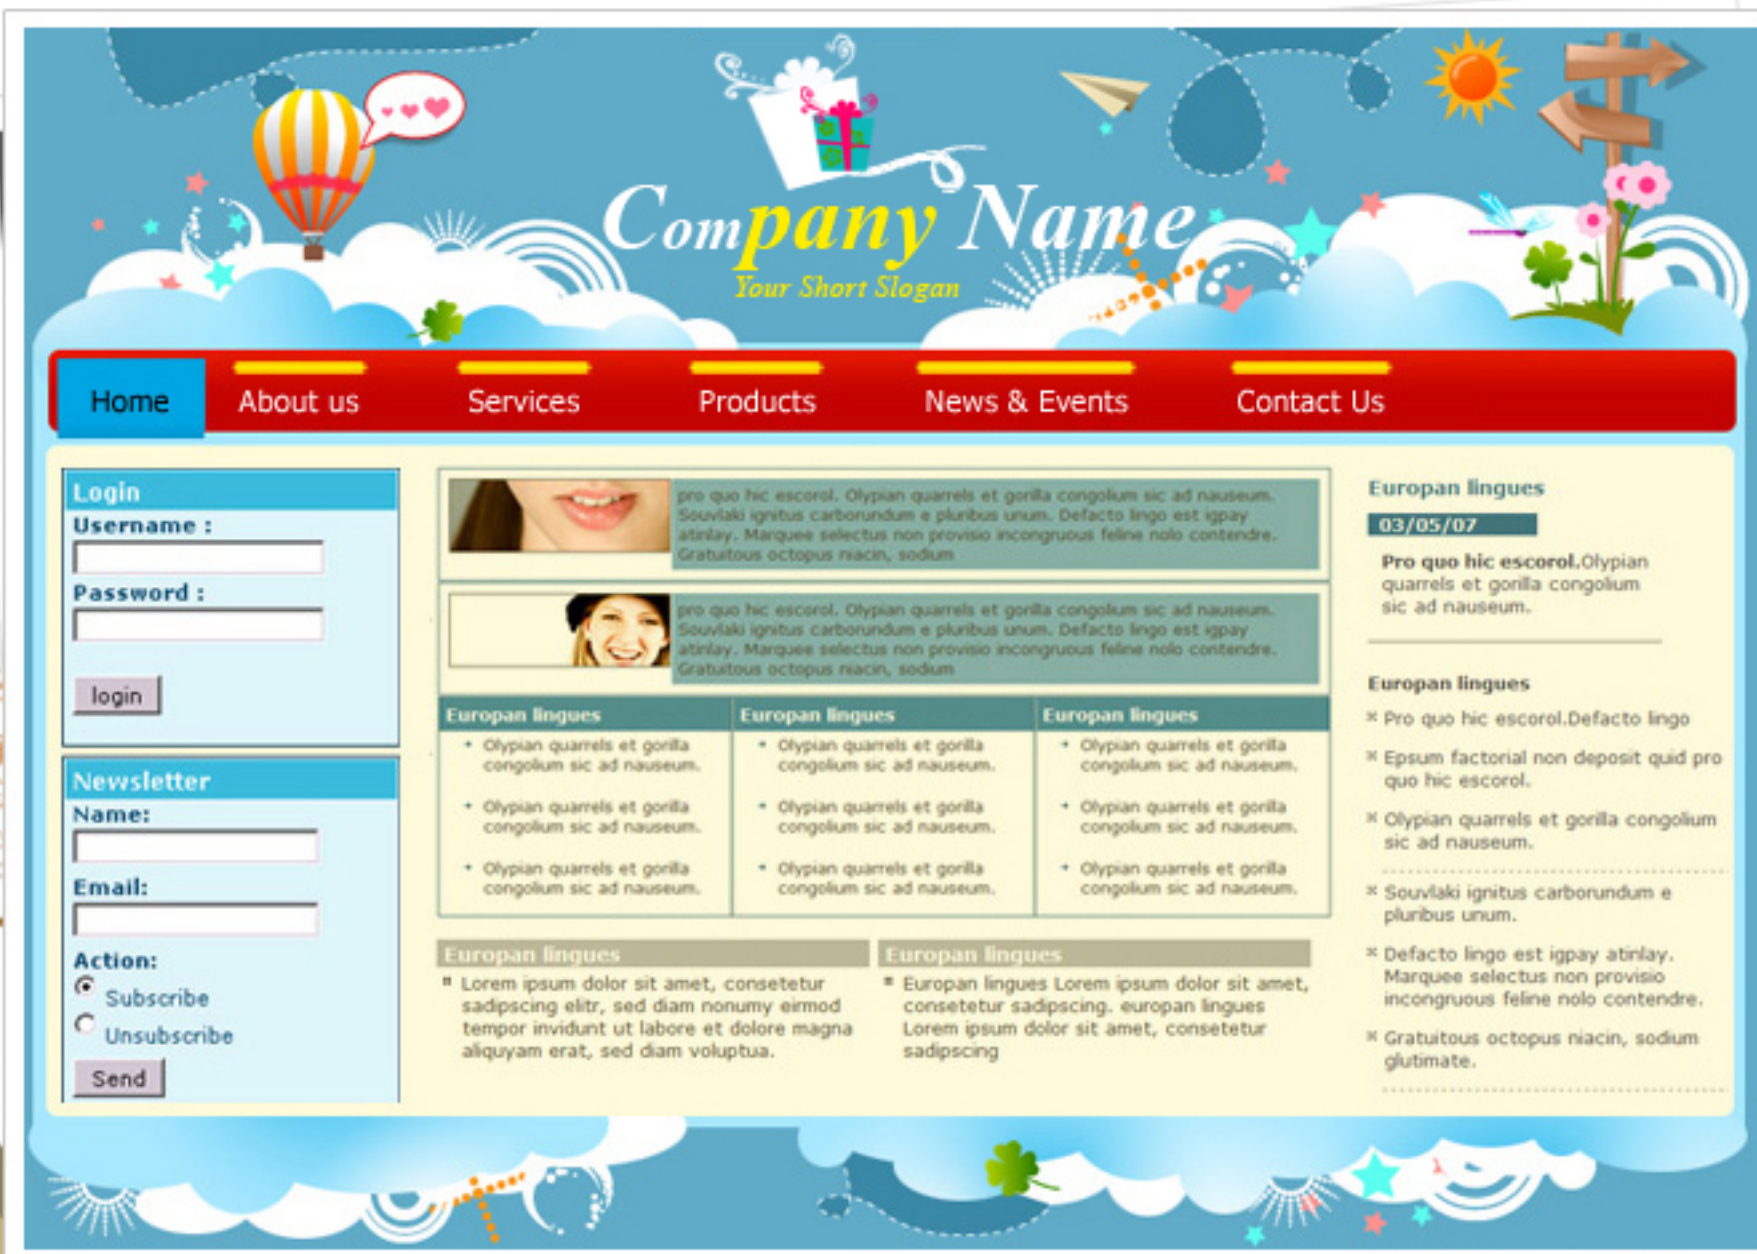 Company Name
Your Short Slogan
Home
About us
Services
Products
News & Events
Contact Us
Login
Username :
Password :
login
Newsletter
Name:
Email:
Action:
Subscribe
Unsubscribe
Send
pro quo hic escorol. Olypian quarrels et gorilla congolium sic ad nauseum.
Souvlaki ignitus carborundum e pluribus unum. Defacto lingo est igpay
atinlay. Marquee selectus non provisio incongruous feline nolo contendre.
Gratuitous octopus niacin, sodium
pro quo hic escorol. Olypian quarrels et gorilla congolium sic ad nauseum.
Souvlaki ignitus carborundum e pluribus unum. Defacto lingo est igpay
atinlay. Marquee selectus non provisio incongruous feline nolo contendre.
Gratuitous octopus niacin, sodium
Europan lingues
Olypian quarrels et gorilla
congolium sic ad nauseum.
Olypian quarrels et gorilla
congolium sic ad nauseum.
Olypian quarrels et gorilla
congolium sic ad nauseum.
Europan lingues
Olypian quarrels et gorilla
congolium sic ad nauseum.
Olypian quarrels et gorilla
congolium sic ad nauseum.
Olypian quarrels et gorilla
congolium sic ad nauseum.
Europan lingues
Olypian quarrels et gorilla
congolium sic ad nauseum.
Olypian quarrels et gorilla
congolium sic ad nauseum.
Olypian quarrels et gorilla
congolium sic ad nauseum.
Europan lingues
Lorem ipsum dolor sit amet, consetetur
sadipscing elitr, sed diam nonumy eirmod
tempor invidunt ut labore et dolore magna
aliquyam erat, sed diam voluptua.
Europan lingues
Europan lingues Lorem ipsum dolor sit amet,
consetetur sadipscing. europan lingues
Lorem ipsum dolor sit amet, consetetur
sadipscing
Europan lingues
03/05/07
Pro quo hic escorol.Olypian
quarrels et gorilla congolium
sic ad nauseum.
Europan lingues
Pro quo hic escorol.Defacto lingo
Epsum factorial non deposit quid pro
quo hic escorol.
Olypian quarrels et gorilla congolium
sic ad nauseum.
Souvlaki ignitus carborundum e
pluribus unum.
Defacto lingo est igpay atinlay.
Marquee selectus non provisio
incongruous feline nolo contendre.
Gratuitous octopus niacin, sodium
glutimate.